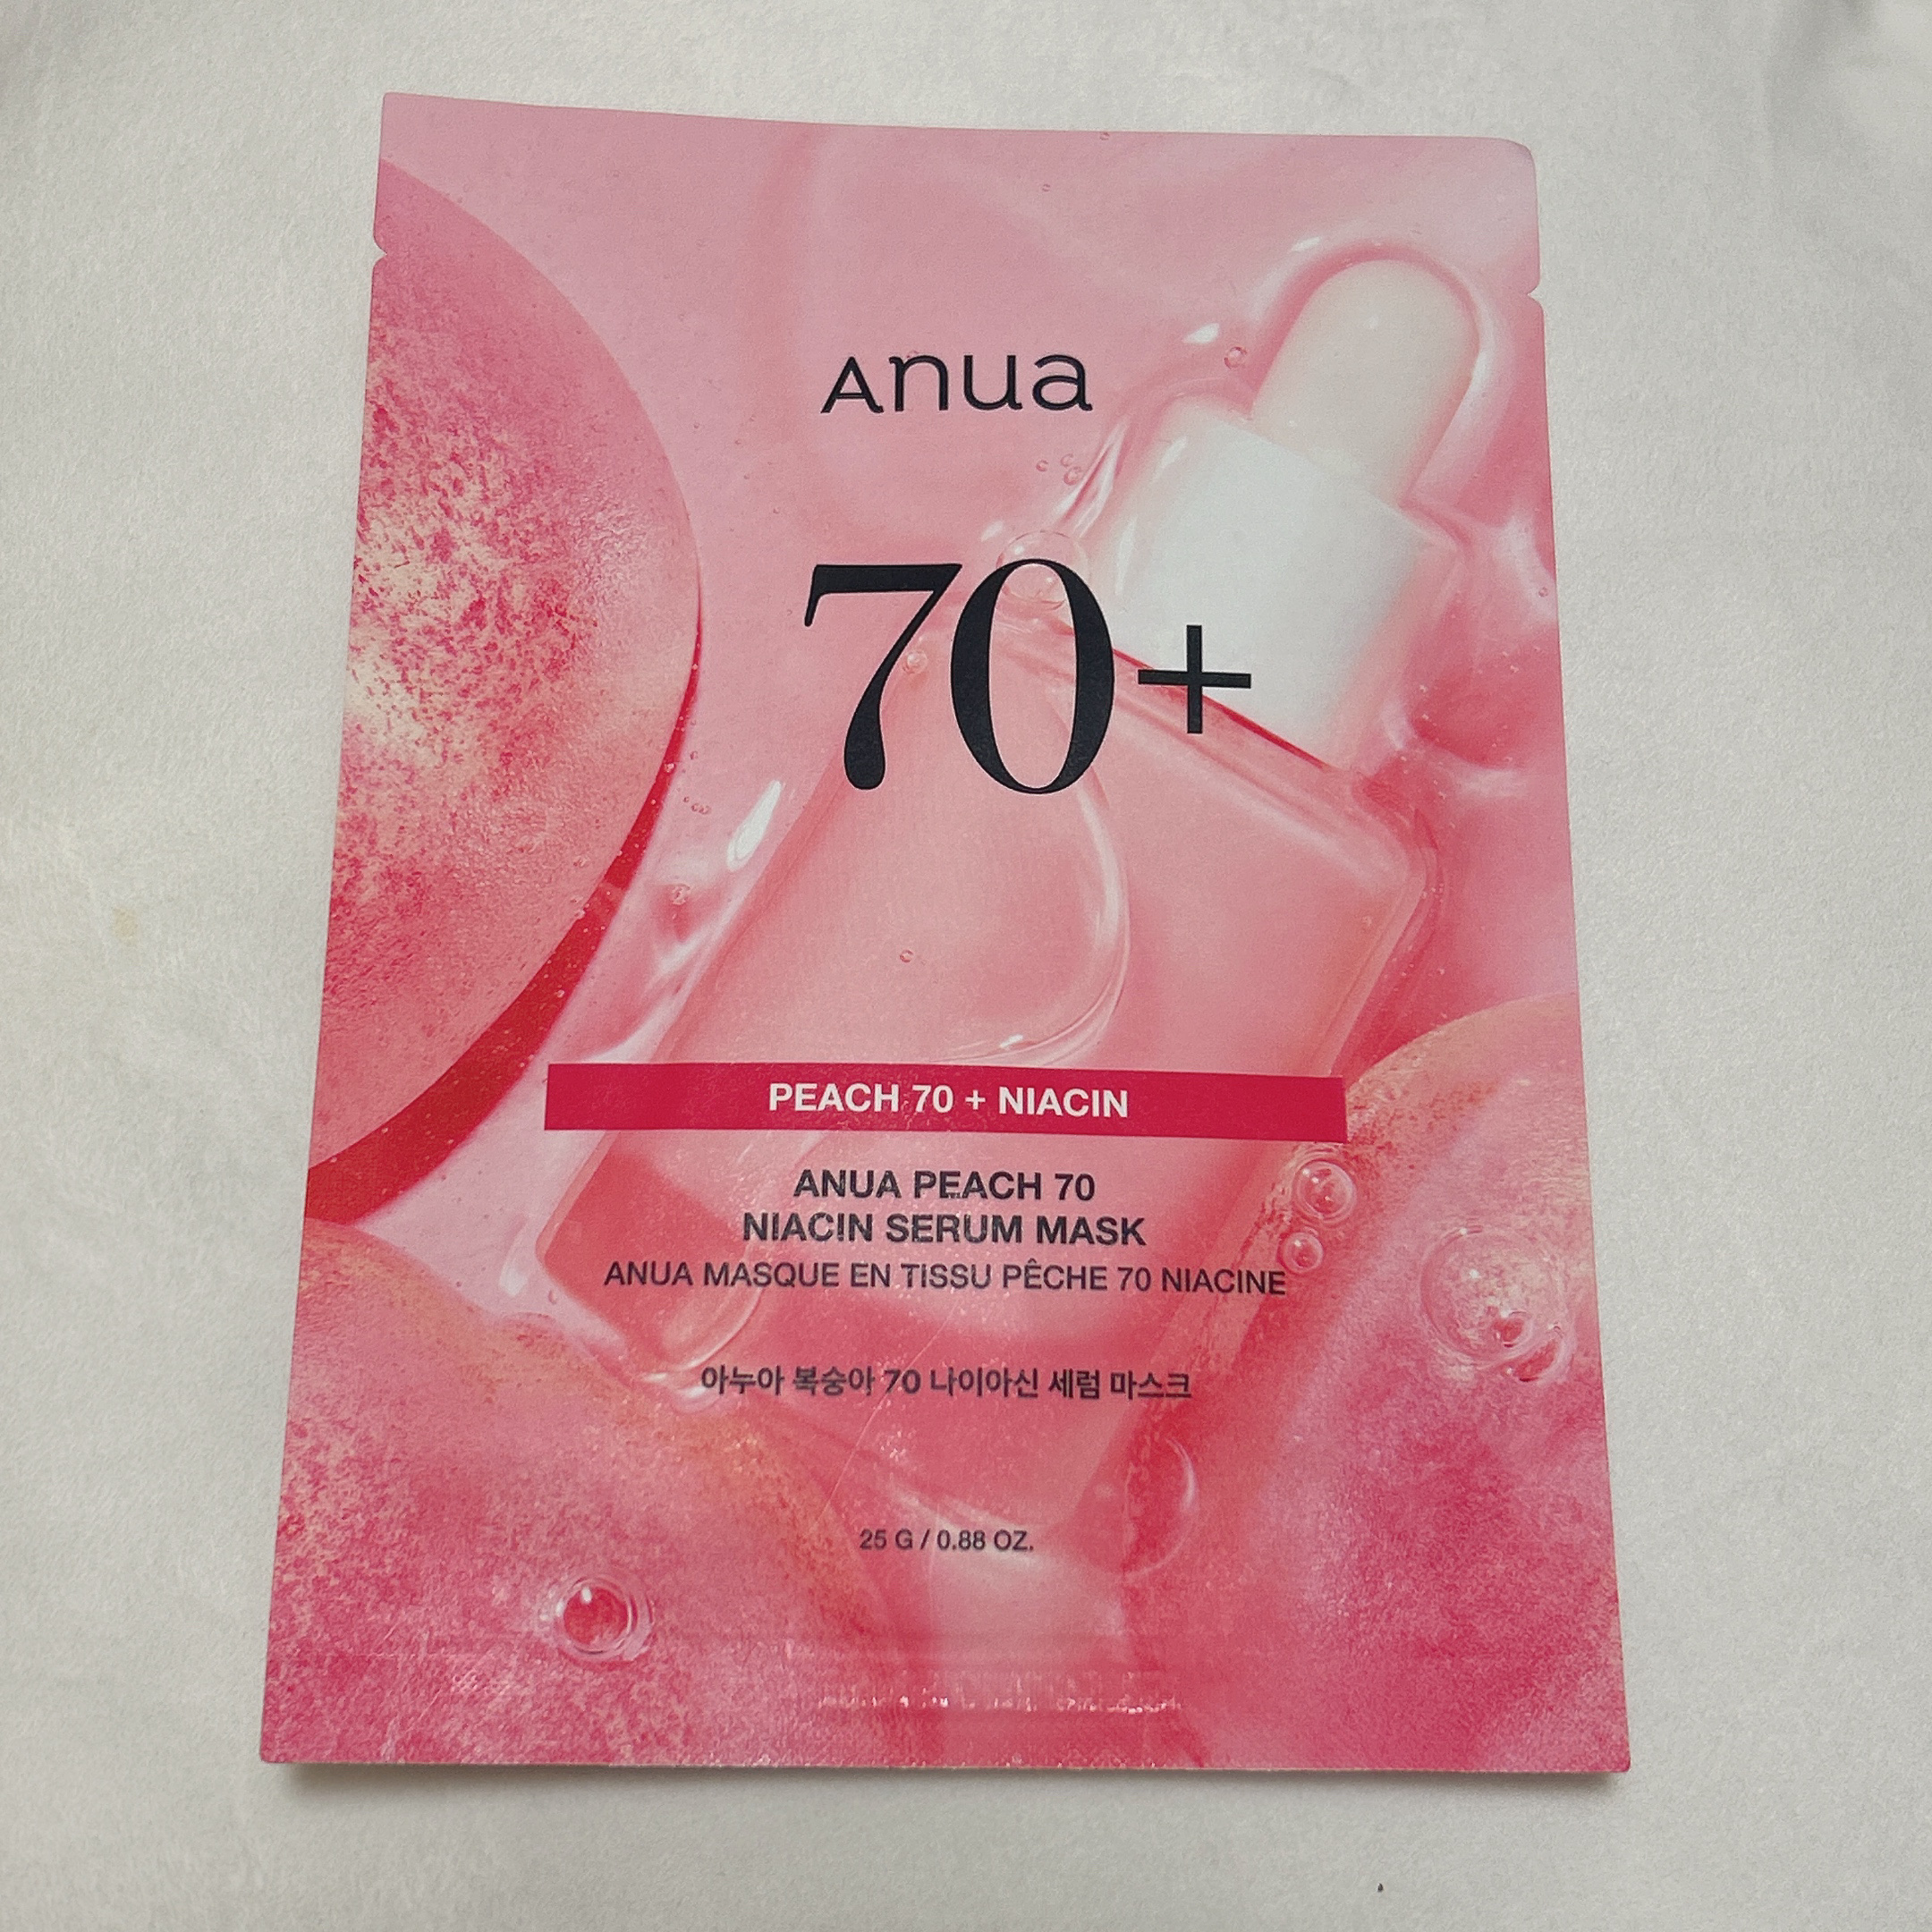 Anua
70+
PEACH 70 + NIACIN
ANUA PEACH 70
NIACIN SERUM MASK
ANUA MASQUE EN TISSU PÊCHE 70 NIACINE
아누아 복숭아 70 나이아신 세럼 마스크
25 G / 0.88 OZ.